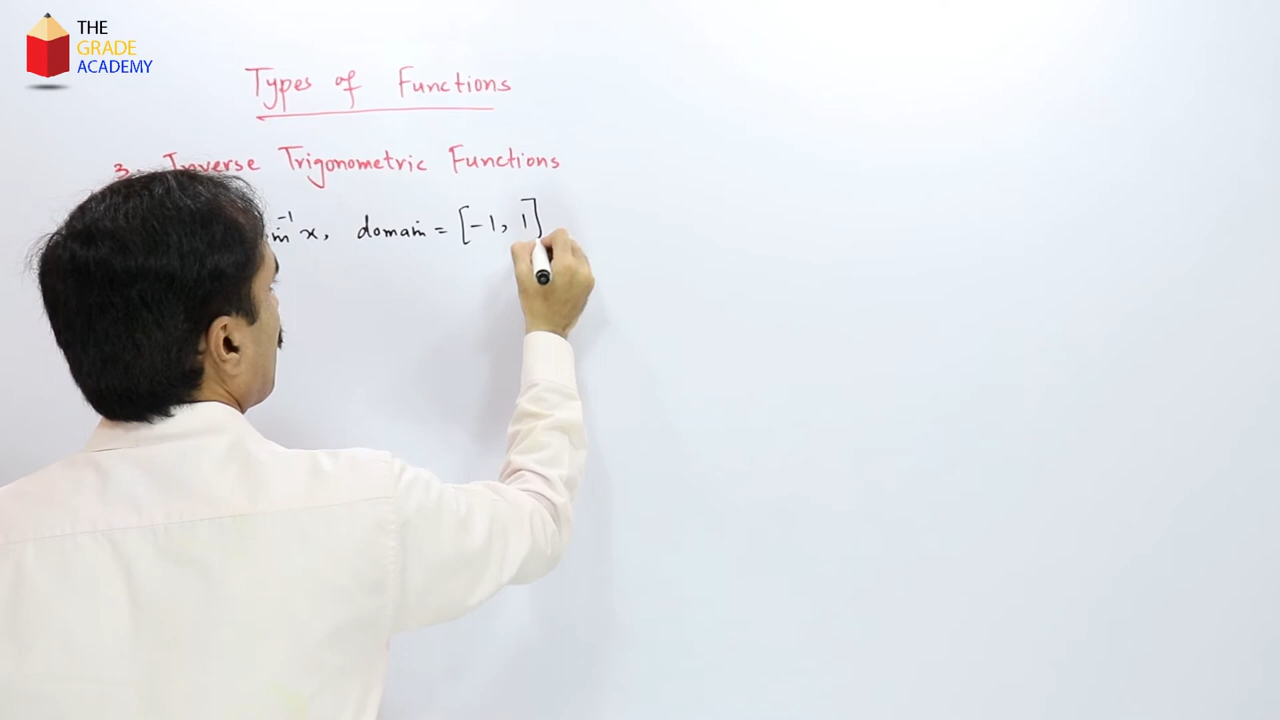 THE
GRADE
ACADEMY
Types of Functions
3. Inverse Trigonometric Functions
x, domain = [-1, 1]